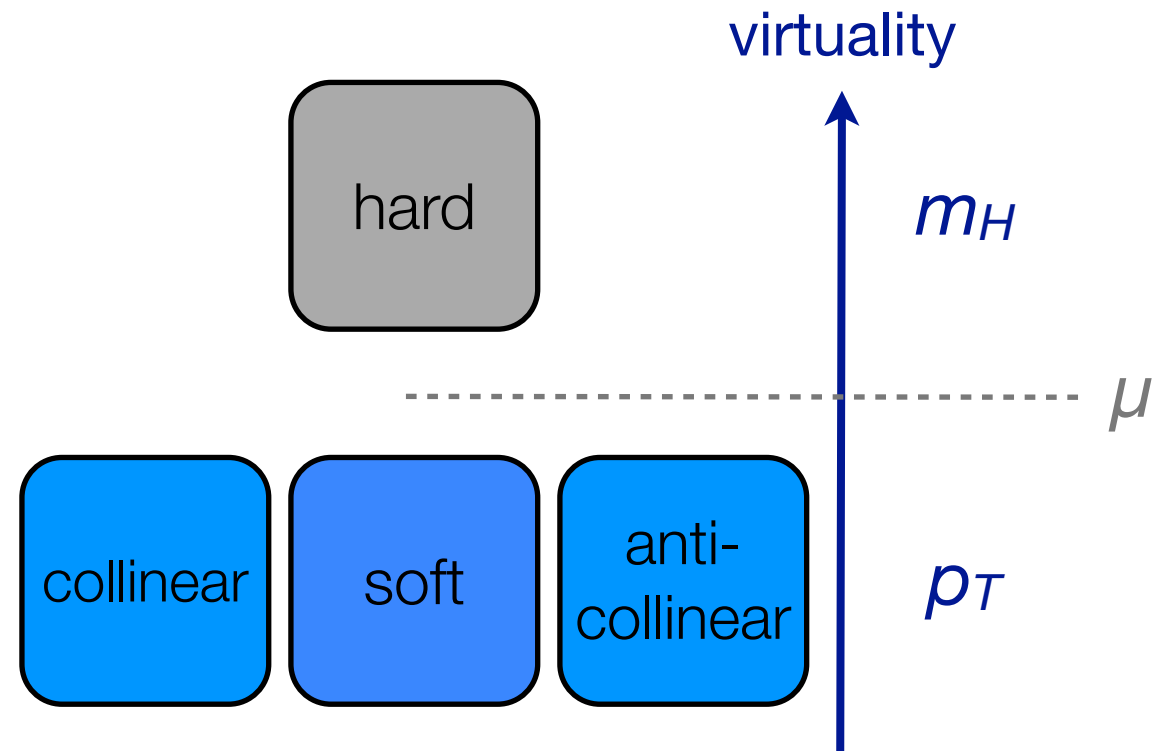 virtuality
hard
m_H
μ
collinear
soft
anti-
collinear
p_T